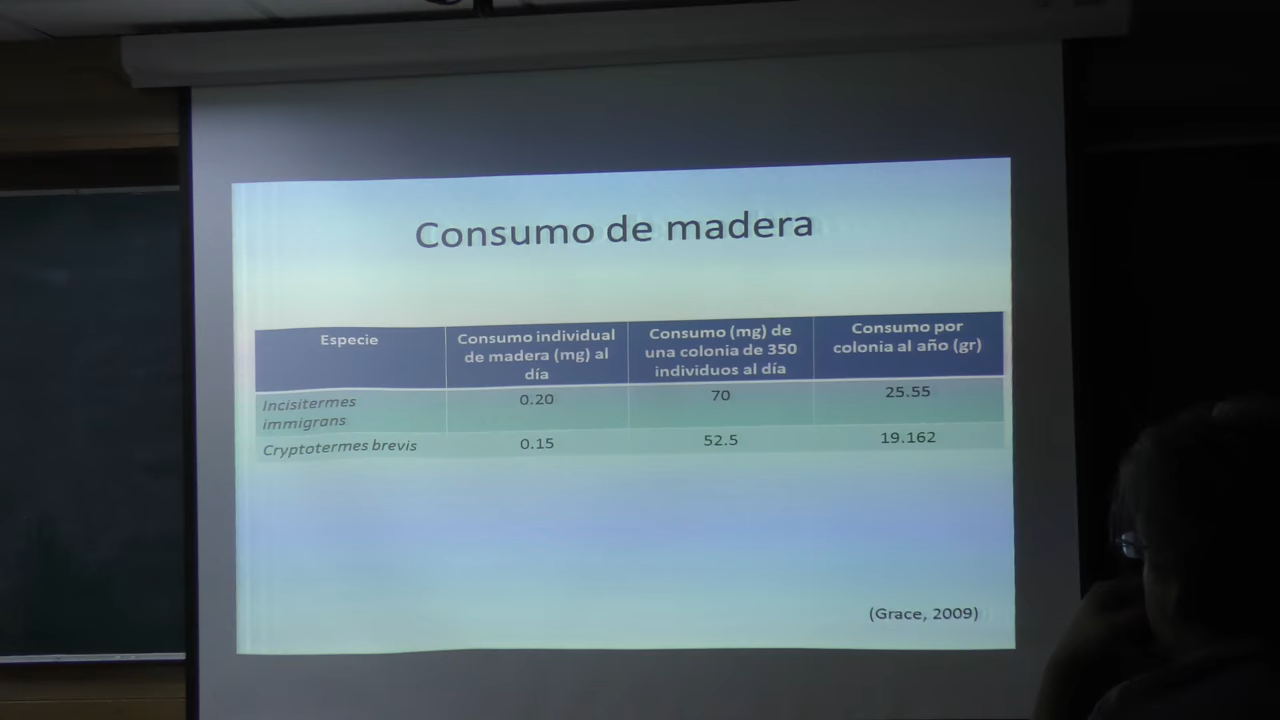 Consumo de madera
Especie
Consumo individual
de madera (mg) al
día
Consumo (mg) de
una colonia de 350
individuos al día
Consumo por
colonia al año (gr)
Incisitermes
immigrans
0.20
70
25.55
Cryptotermes brevis
0.15
52.5
19.162
(Grace, 2009)